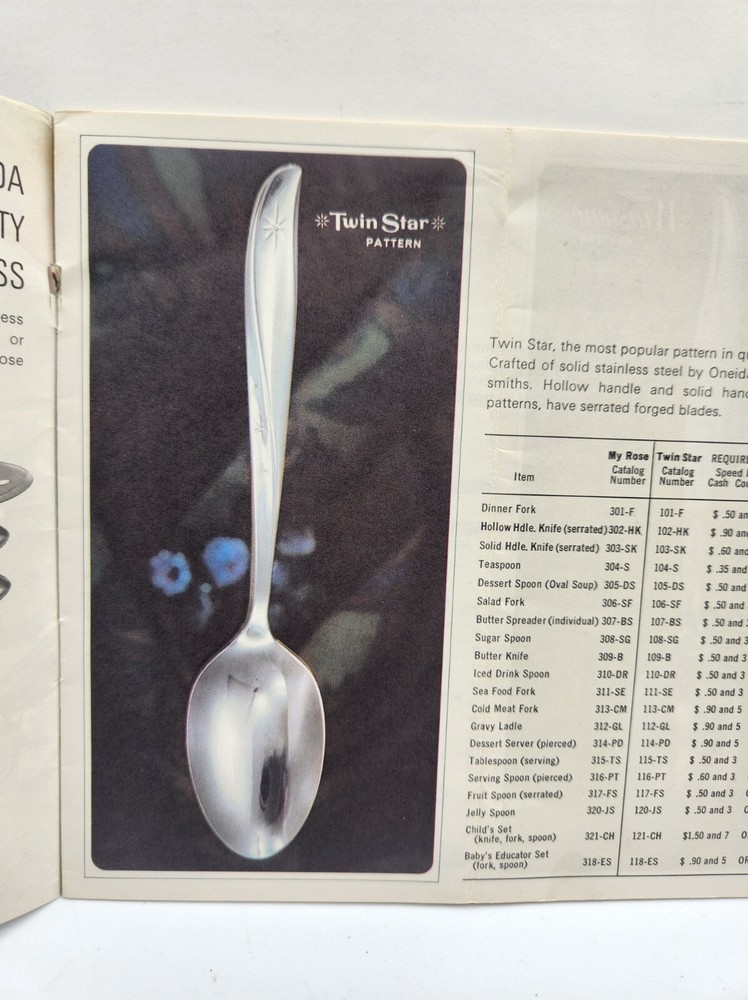 DA
TY
SS
ess
or
ose
Twin Star
PATTERN
Twin Star, the most popular pattern in qu
Crafted of solid stainless steel by Oneida
smiths. Hollow handle and solid hand
patterns, have serrated forged blades.
Item My Rose Catalog Number Twin Star Catalog Number REQUIRE Speed Cash Cou
Dinner Fork 301-F 101-F $ .50 an
Hollow Hdle. Knife (serrated) 302-HK 102-HK $ .90 and
Solid Hdle. Knife (serrated) 303-SK 103-SK $ .60 and
Teaspoon 304-S 104-S $ .35 and
Dessert Spoon (Oval Soup) 305-DS 105-DS $ .50 and
Salad Fork 306-SF 106-SF $ .50 and
Butter Spreader (individual) 307-BS 107-BS $ .50 and 3
Sugar Spoon 308-SG 108-SG $ .50 and 3
Butter Knife 309-B 109-B $ .50 and 3
Iced Drink Spoon 310-DR 110-DR $ .50 and 3
Sea Food Fork 311-SE 111-SE $ .50 and 3
Cold Meat Fork 313-CM 113-CM $ .90 and 5
Gravy Ladle 312-GL 112-GL $ .90 and 5
Dessert Server (pierced) 314-PD 114-PD $ .90 and 5
Tablespoon (serving) 315-TS 115-TS $ .50 and 3
Serving Spoon (pierced) 316-PT 116-PT $ .60 and 3
Fruit Spoon (serrated) 317-FS 117-FS $ .50 and 3
Jelly Spoon 320-JS 120-JS $ .50 and 3
Child's Set
(knife, fork, spoon) 321-CH 121-CH $1.50 and 7 O
Baby's Educator Set
(fork, spoon) 318-ES 118-ES $ .90 and 5 OR